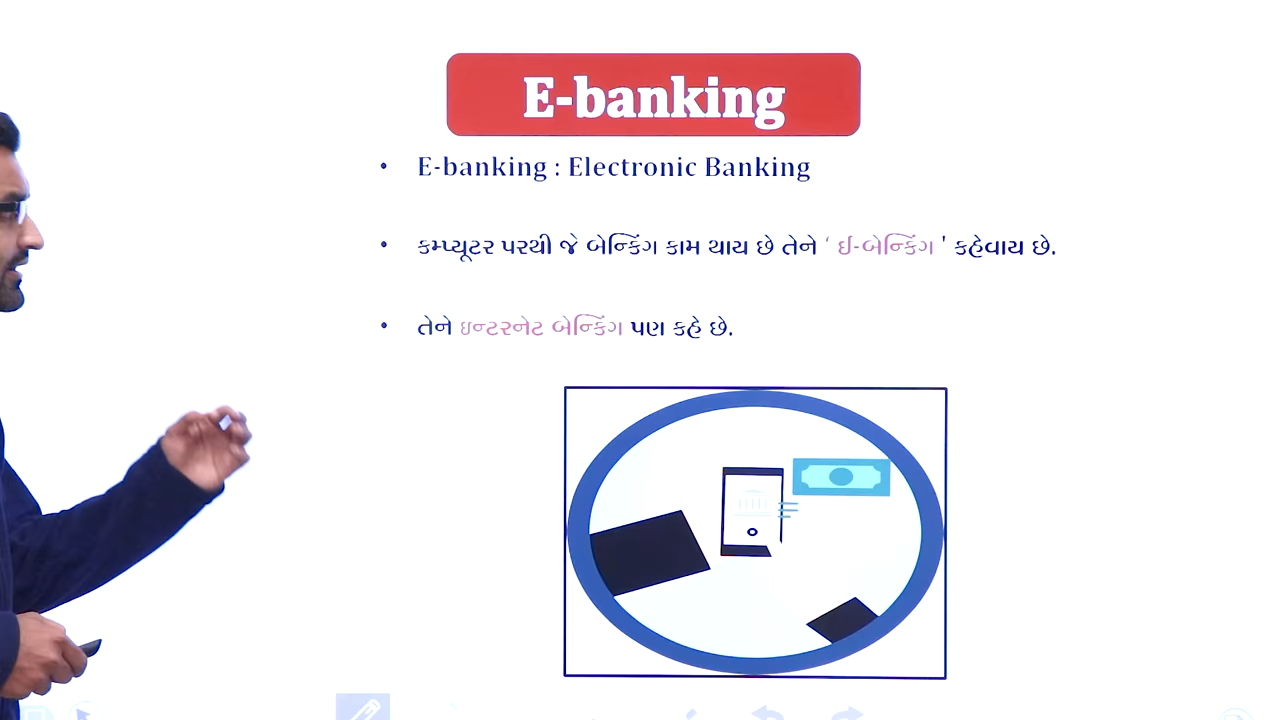 E-banking
• E-banking : Electronic Banking
• કમ્પ્યૂટર પરથી જે બેન્કિંગ કામ થાય છે તેને ‘ ઈ-બેન્કિંગ ' કહેવાય છે.
• તેને ઇન્ટરનેટ બેન્કિંગ પણ કહે છે.